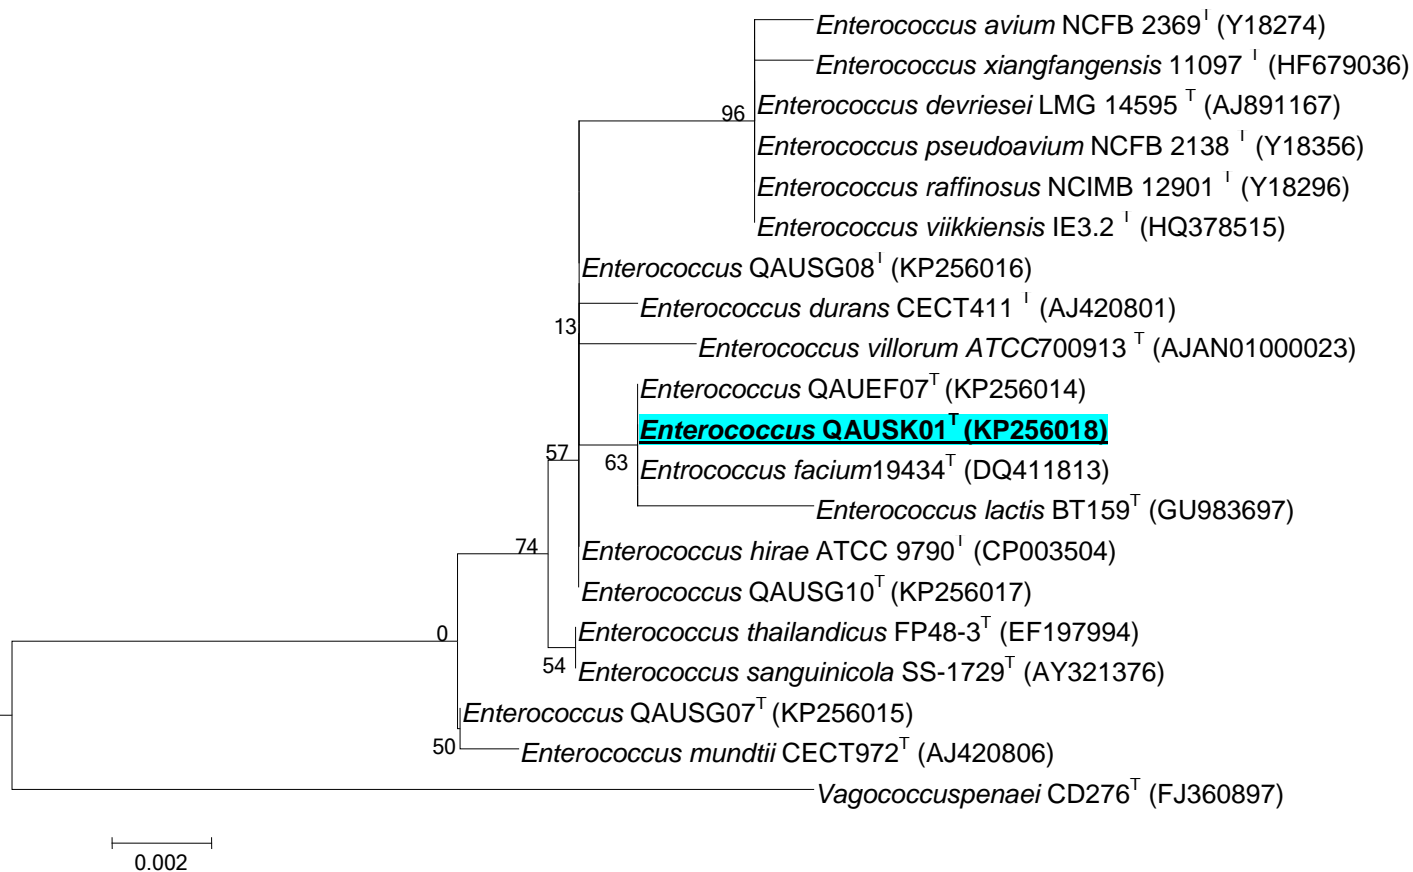 Enterococcus avium NCFB 2369T (Y18274)
Enterococcus xiangfangensis 11097 T (HF679036)
96
Enterococcus devriesei LMG 14595 T (AJ891167)
Enterococcus pseudoavium NCFB 2138 T (Y18356)
Enterococcus raffinosus NCIMB 12901 T (Y18296)
Enterococcus viikkiensis IE3.2 T (HQ378515)
Enterococcus QAUSG08T (KP256016)
Enterococcus durans CECT411 T (AJ420801)
13
Enterococcus villorum ATCC700913 T (AJAN01000023)
Enterococcus QAUEF07T (KP256014)
Enterococcus QAUSK01T (KP256018)
57
63
Entrococcus facium19434T (DQ411813)
Enterococcus lactis BT159T (GU983697)
74
Enterococcus hirae ATCC 9790T (CP003504)
Enterococcus QAUSG10T (KP256017)
0
Enterococcus thailandicus FP48-3T (EF197994)
54
Enterococcus sanguinicola SS-1729T (AY321376)
Enterococcus QAUSG07T (KP256015)
50
Enterococcus mundtii CECT972T (AJ420806)
Vagococcuspenaei CD276T (FJ360897)
0.002